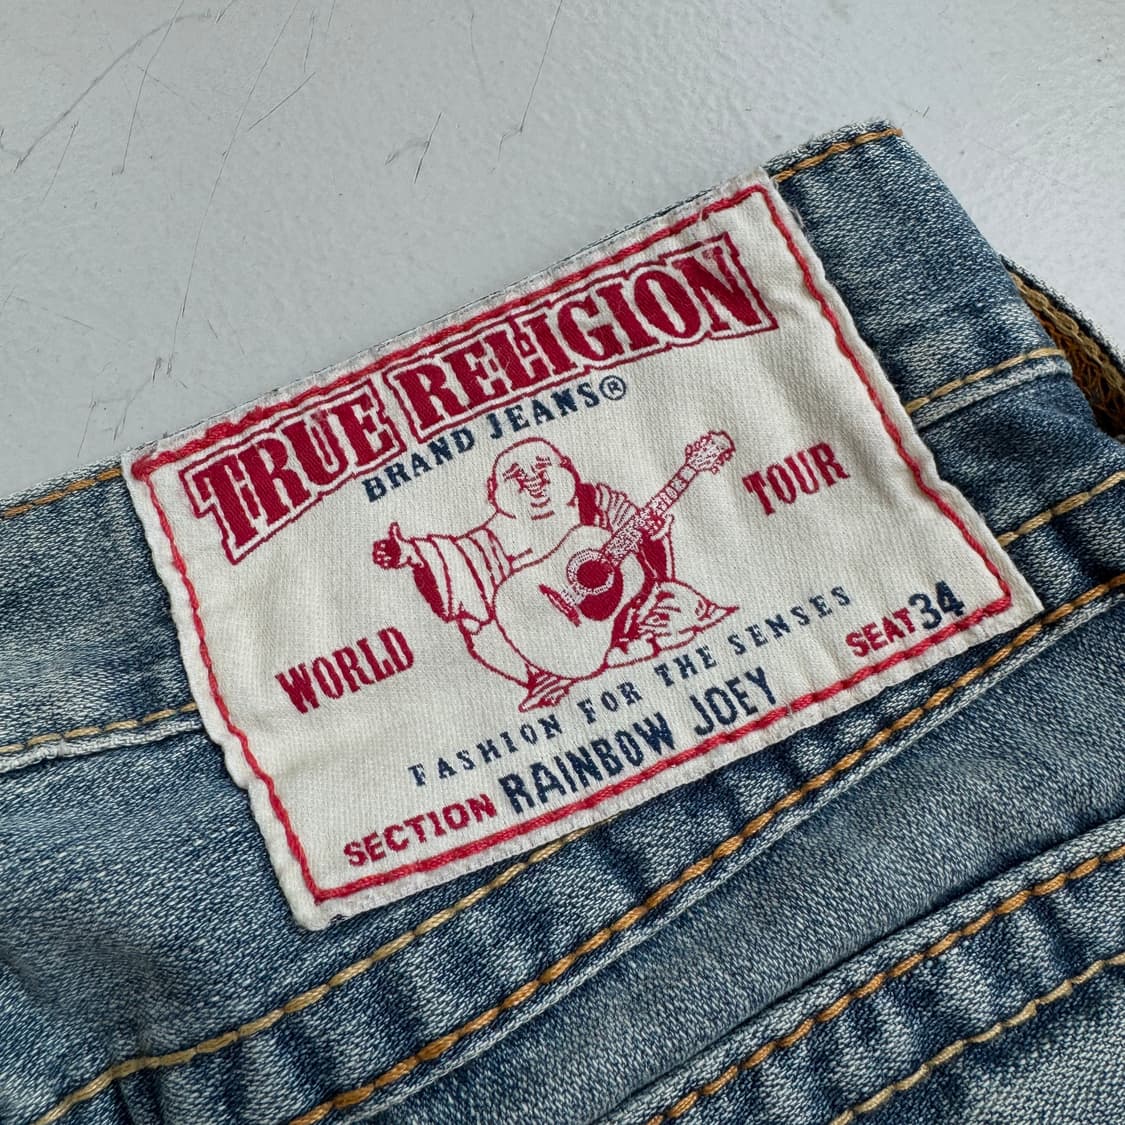 TRUE RELIGION
BRAND JEANS®
WORLD TOUR
FASHION FOR THE SENSES
SECTION RAINBOW JOEY SEAT 34